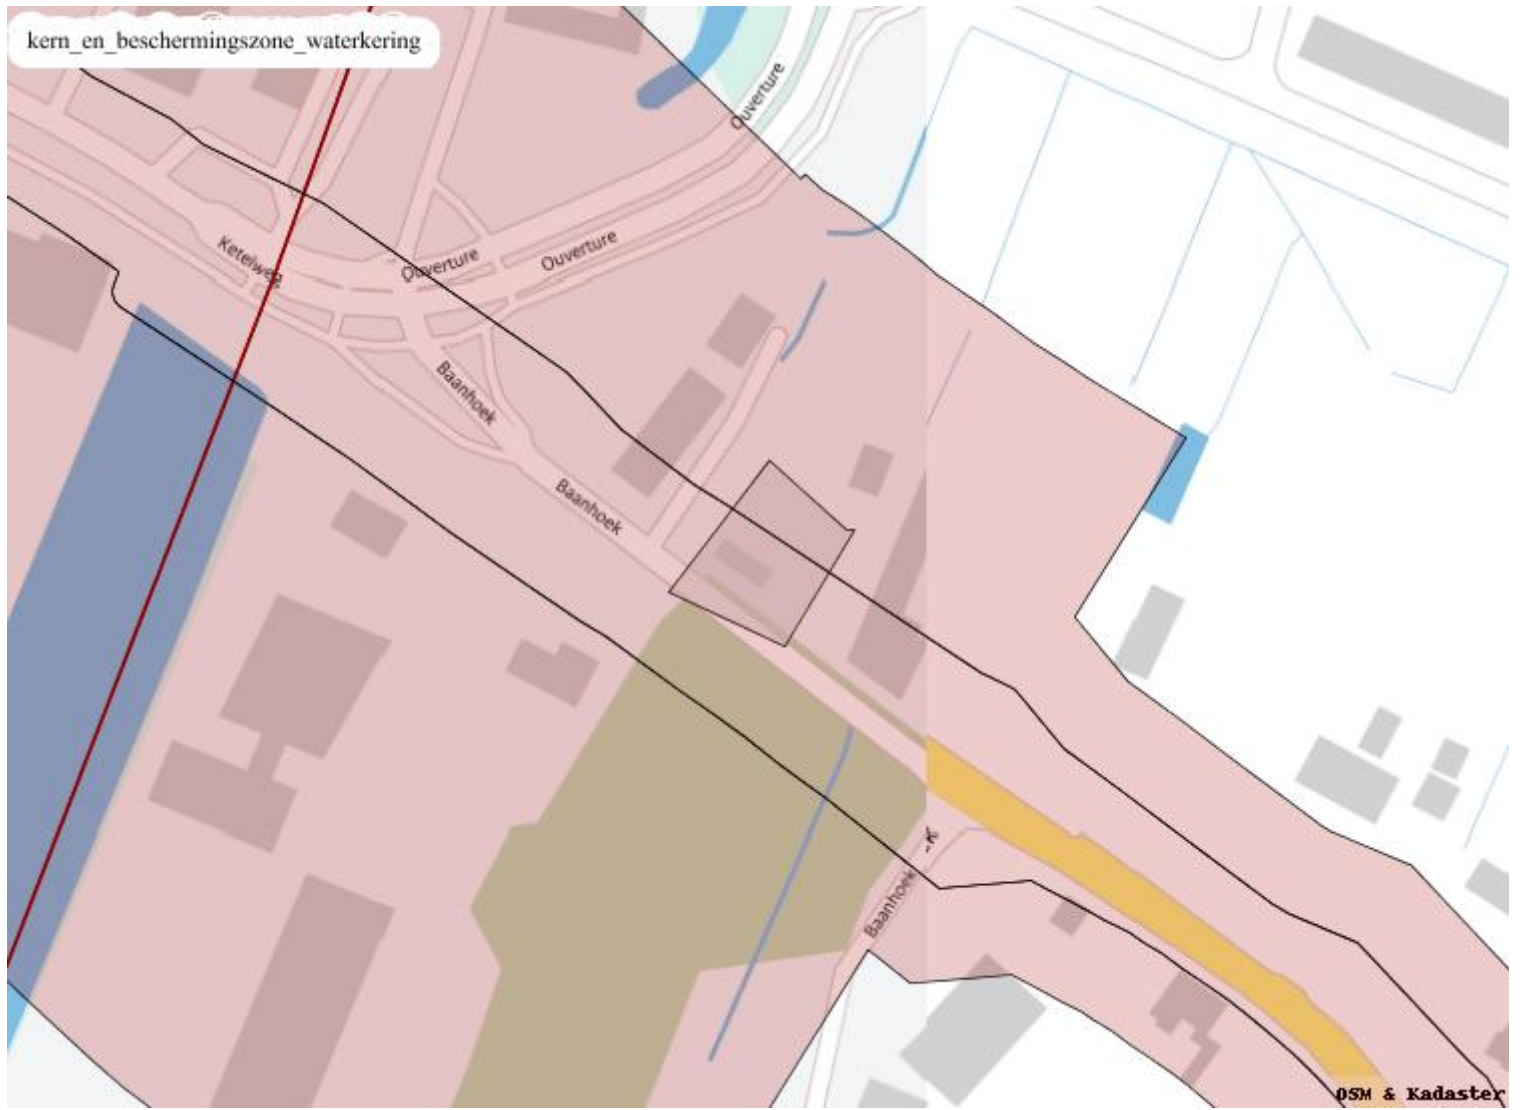 kern_en_beschermingszone_waterkering
Ouverture
Ketelweg
Ouverture
Ouverture
Baanhoek
Baanhoek
Baanhoek
OSM & Kadaster